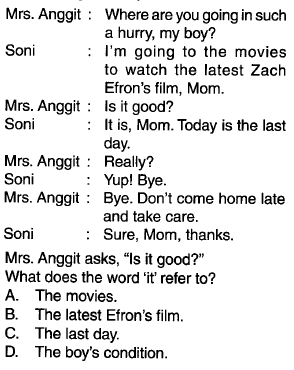 Mrs. Anggit : Where are you going in such
a hurry, my boy?
Soni : I'm going to the movies
to watch the latest Zach
Efron's film, Mom.
Mrs. Anggit : Is it good?
Soni : It is, Mom. Today is the last
day.
Mrs. Anggit : Really?
Soni : Yup! Bye.
Mrs. Anggit : Bye. Don't come home late
and take care.
Soni : Sure, Mom, thanks.
Mrs. Anggit asks, “Is it good?”
What does the word ‘it’ refer to?
A. The movies.
B. The latest Efron's film.
C. The last day.
D. The boy's condition.